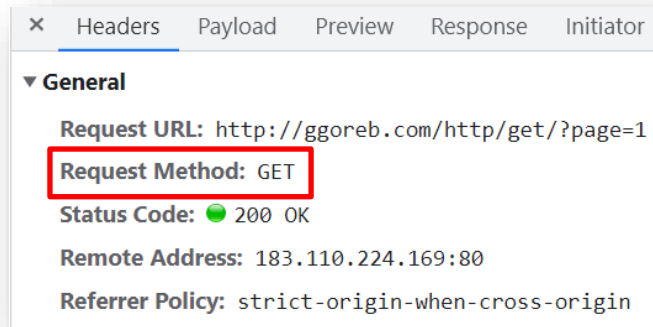 × Headers Payload Preview Response Initiator
▼ General
Request URL: http://ggoreb.com/http/get/?page=1
Request Method: GET
Status Code: 200 OK
Remote Address: 183.110.224.169:80
Referrer Policy: strict-origin-when-cross-origin